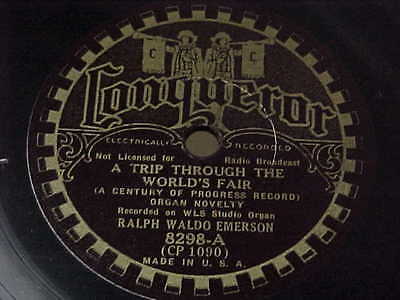 C C
Conqueror
ELECTRICALLY RECORDED
Not Licensed for Radio Broadcast
A TRIP THROUGH THE
WORLD'S FAIR
(A CENTURY OF PROGRESS RECORD)
ORGAN NOVELTY
Recorded on WLS Studio Organ
RALPH WALDO EMERSON
8298-A
(CP 1090)
MADE IN U. S. A.